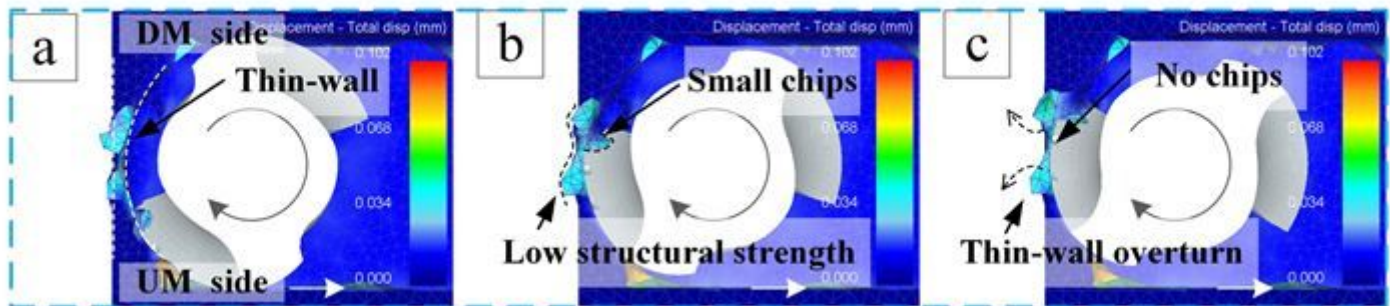 a
Displacement - Total disp (mm)
DM side
0.102
Thin-wall
0.068
0.034
UM side
0.000
b
Displacement - Total disp (mm)
0.102
Small chips
0.068
0.034
Low structural strength
0.000
c
Displacement - Total disp (mm)
0.102
No chips
0.068
0.034
Thin-wall overturn
0.000